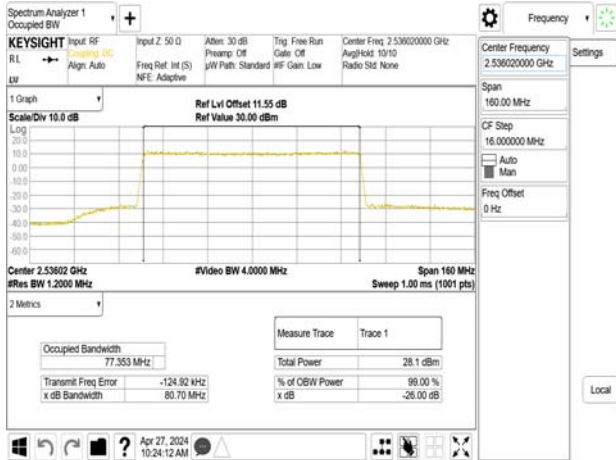 Spectrum Analyzer 1
Occupied BW
Frequency
KEYSIGHT Input: RF
RL
Coupling: DC
Align: Auto
LXI
Input Z: 50 Ω
Freq Ref: Int (S)
NFE: Adaptive
Atten: 30 dB
Preamp: Off
µW Path: Standard
Trig: Free Run
Gate: Off
#IF Gain: Low
Center Freq: 2.536020000 GHz
Avg|Hold: 10/10
Radio Std: None
Center Frequency
2.536020000 GHz
Settings
Span
160.00 MHz
CF Step
16.000000 MHz
Auto
Man
Freq Offset
0 Hz
Local
1 Graph
Scale/Div 10.0 dB
Ref Lvl Offset 11.55 dB
Ref Value 30.00 dBm
Log
20.0
10.0
0.00
-10.0
-20.0
-30.0
-40.0
-50.0
-60.0
Center 2.53602 GHz
#Res BW 1.2000 MHz
#Video BW 4.0000 MHz
Span 160 MHz
Sweep 1.00 ms (1001 pts)
2 Metrics
Measure Trace Trace 1
Occupied Bandwidth
77.353 MHz
Total Power 28.1 dBm
Transmit Freq Error -124.92 kHz
% of OBW Power 99.00 %
x dB Bandwidth 80.70 MHz
x dB -26.00 dB
?
Apr 27, 2024
10:24:12 AM